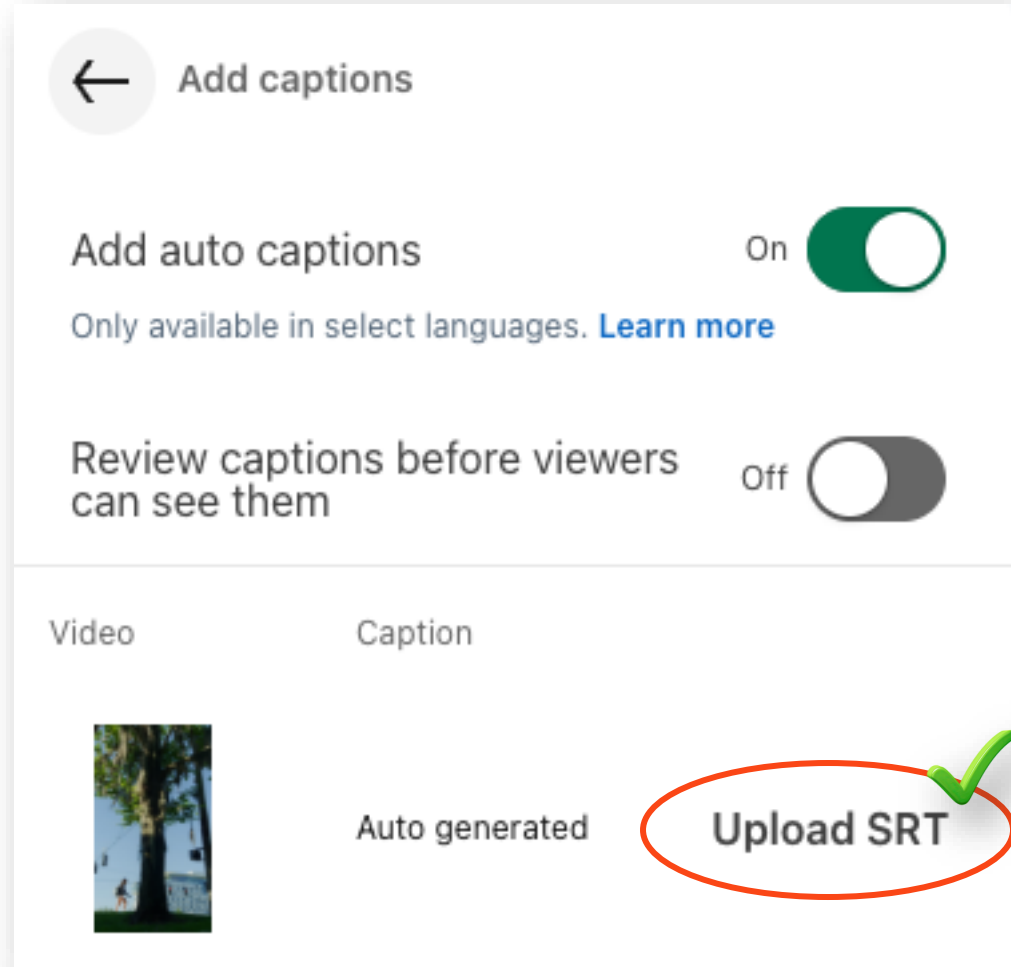 Add captions
Add auto captions
On
Only available in select languages. Learn more
Review captions before viewers
can see them
Off
Video
Caption
Auto generated
Upload SRT